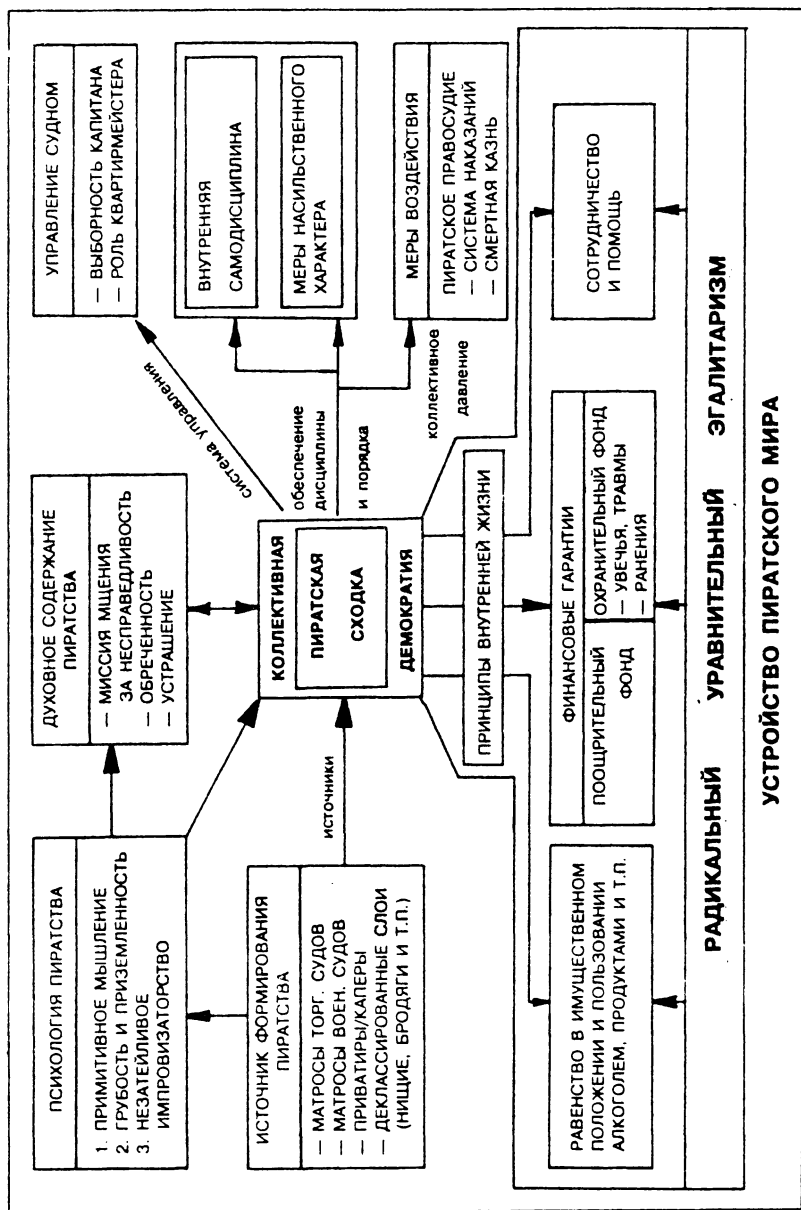 ПСИХОЛОГИЯ ПИРАТСТВА
1. ПРИМИТИВНОЕ МЫШЛЕНИЕ
2. ГРУБОСТЬ И ПРИЗЕМЛЕННОСТЬ
3. НЕЗАТЕЙЛИВОЕ
ИМПРОВИЗАТОРСТВО
ДУХОВНОЕ СОДЕРЖАНИЕ
ПИРАТСТВА
— МИССИЯ МЩЕНИЯ
ЗА НЕСПРАВЕДЛИВОСТЬ
— ОБРЕЧЕННОСТЬ
— УСТРАШЕНИЕ
УПРАВЛЕНИЕ СУДНОМ
— ВЫБОРНОСТЬ КАПИТАНА
— РОЛЬ КВАРТИРМЕЙСТЕРА
система управления
ИСТОЧНИК ФОРМИРОВАНИЯ
ПИРАТСТВА
— МАТРОСЫ ТОРГ. СУДОВ
— МАТРОСЫ ВОЕН. СУДОВ
— ПРИВАТИРЫ/КАПЕРЫ
— ДЕКЛАССИРОВАННЫЕ СЛОИ
(НИЩИЕ, БРОДЯГИ И Т.П.)
источники
КОЛЛЕКТИВНАЯ
ПИРАТСКАЯ
СХОДКА
ДЕМОКРАТИЯ
обеспечение
дисциплины
и порядка
ВНУТРЕННЯЯ
САМОДИСЦИПЛИНА
МЕРЫ НАСИЛЬСТВЕННОГО
ХАРАКТЕРА
коллективное
давление
МЕРЫ ВОЗДЕЙСТВИЯ
ПИРАТСКОЕ ПРАВОСУДИЕ
— СИСТЕМА НАКАЗАНИЙ
— СМЕРТНАЯ КАЗНЬ
ПРИНЦИПЫ ВНУТРЕННЕЙ ЖИЗНИ
РАВЕНСТВО В ИМУЩЕСТВЕННОМ
ПОЛОЖЕНИИ И ПОЛЬЗОВАНИИ
АЛКОГОЛЕМ, ПРОДУКТАМИ И Т.П.
ФИНАНСОВЫЕ ГАРАНТИИ
ПООЩРИТЕЛЬНЫЙ
ФОНД
ОХРАНИТЕЛЬНЫЙ ФОНД
— УВЕЧЬЯ, ТРАВМЫ
— РАНЕНИЯ
СОТРУДНИЧЕСТВО
И ПОМОЩЬ
РАДИКАЛЬНЫЙ УРАВНИТЕЛЬНЫЙ ЭГАЛИТАРИЗМ
УСТРОЙСТВО ПИРАТСКОГО МИРА